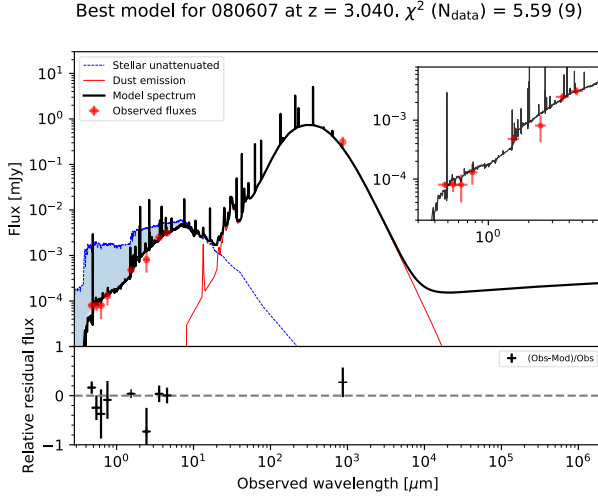 Best model for 080607 at z = 3.040. χ² (N_data) = 5.59 (9)
Stellar unattenuated
Dust emission
Model spectrum
Observed fluxes
Flux [mJy]
10¹
10⁰
10⁻¹
10⁻²
10⁻³
10⁻⁴
10⁻³
10⁻⁴
10⁰
Relative residual flux
1
0
−1
(Obs-Mod)/Obs
10⁰ 10¹ 10² 10³ 10⁴ 10⁵ 10⁶
Observed wavelength [μm]